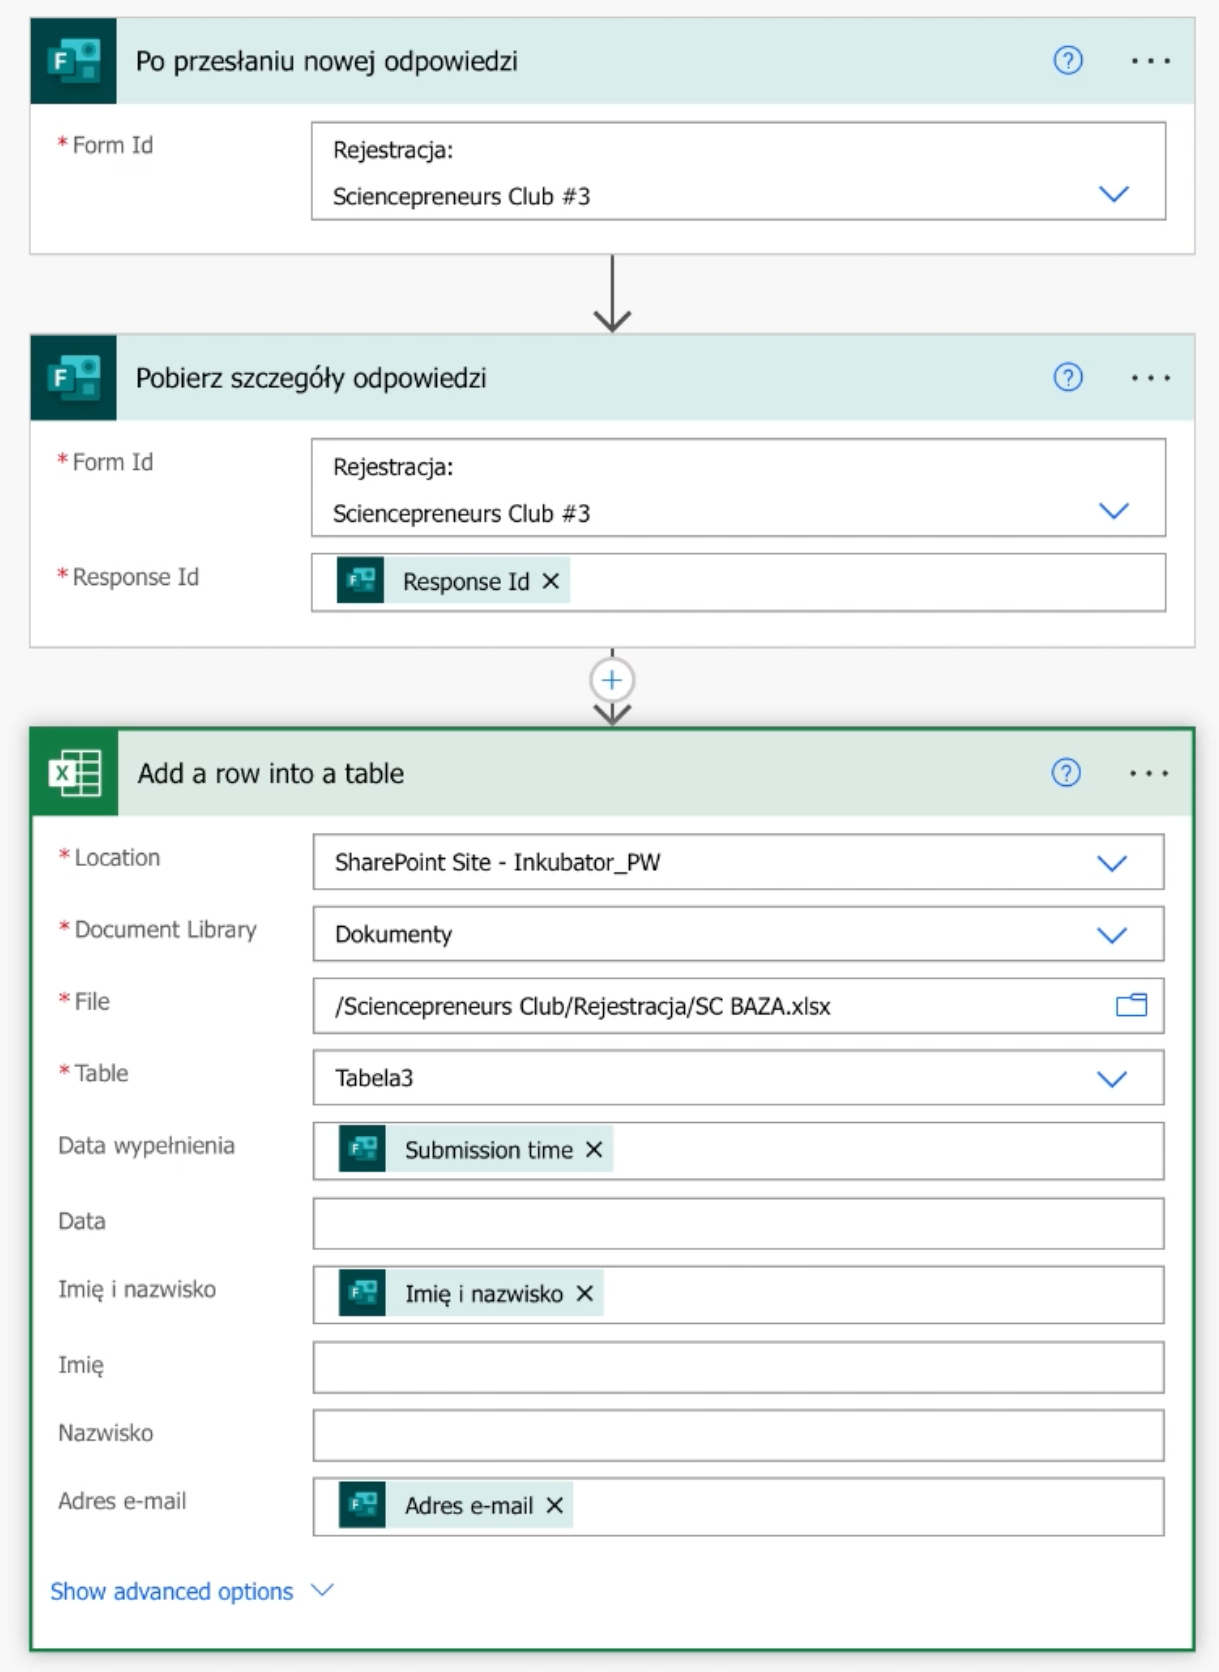 Po przesłaniu nowej odpowiedzi
* Form Id
Rejestracja:
Sciencepreneurs Club #3
Pobierz szczegóły odpowiedzi
* Form Id
Rejestracja:
Sciencepreneurs Club #3
* Response Id
Response Id
Add a row into a table
* Location
SharePoint Site - Inkubator_PW
* Document Library
Dokumenty
* File
/Sciencepreneurs Club/Rejestracja/SC BAZA.xlsx
* Table
Tabela3
Data wypełnienia
Submission time
Data
Imię i nazwisko
Imię i nazwisko
Imię
Nazwisko
Adres e-mail
Adres e-mail
Show advanced options